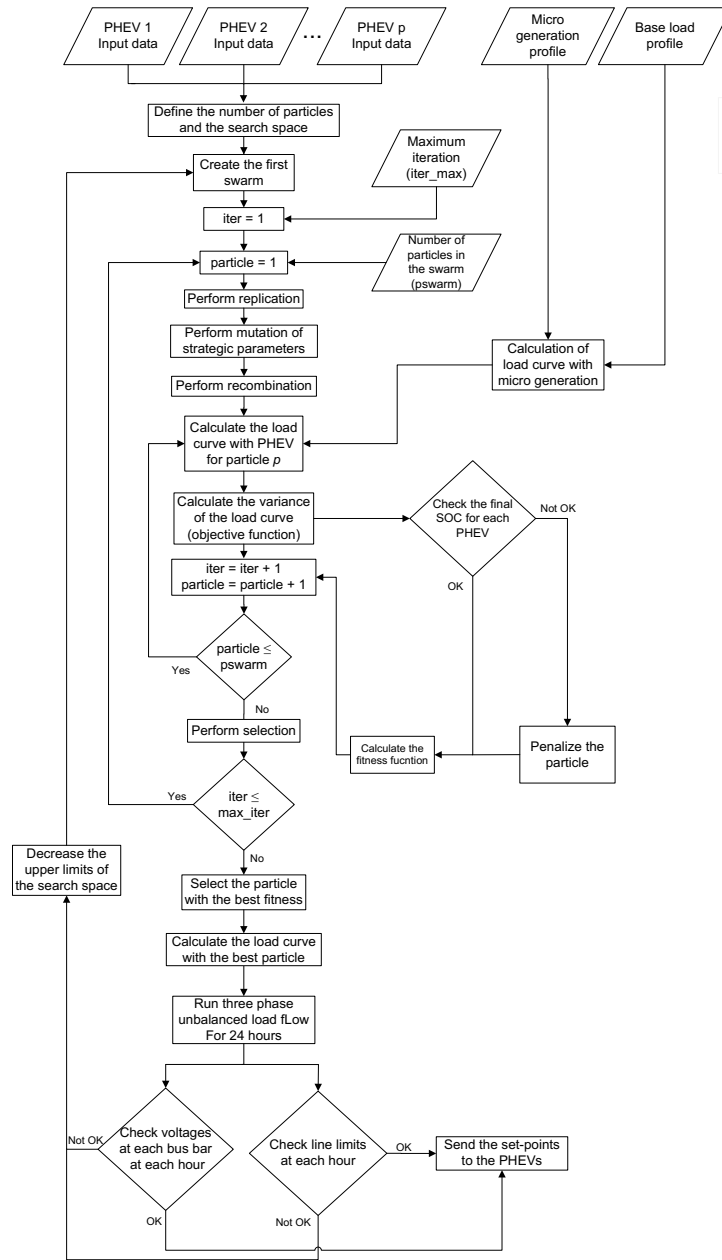 PHEV 1
Input data
PHEV 2
Input data
...
PHEV p
Input data
Micro
generation
profile
Base load
profile
Define the number of particles
and the search space
Maximum
iteration
(iter_max)
Create the first
swarm
iter = 1
Number of
particles in
the swarm
(pswarm)
particle = 1
Perform replication
Perform mutation of
strategic parameters
Calculation of
load curve with
micro generation
Perform recombination
Calculate the load
curve with PHEV
for particle p
Calculate the variance
of the load curve
(objective function)
Check the final
SOC for each
PHEV
Not OK
OK
iter = iter + 1
particle = particle + 1
particle ≤
pswarm
Yes
No
Perform selection
Calculate the
fitness fucntion
Penalize the
particle
Yes
iter ≤
max_iter
No
Decrease the
upper limits of
the search space
Select the particle
with the best fitness
Calculate the load curve
with the best particle
Run three phase
unbalanced load fLow
For 24 hours
Not OK
Check voltages
at each bus bar
at each hour
OK
Check line limits
at each hour
OK
Not OK
Send the set-points
to the PHEVs